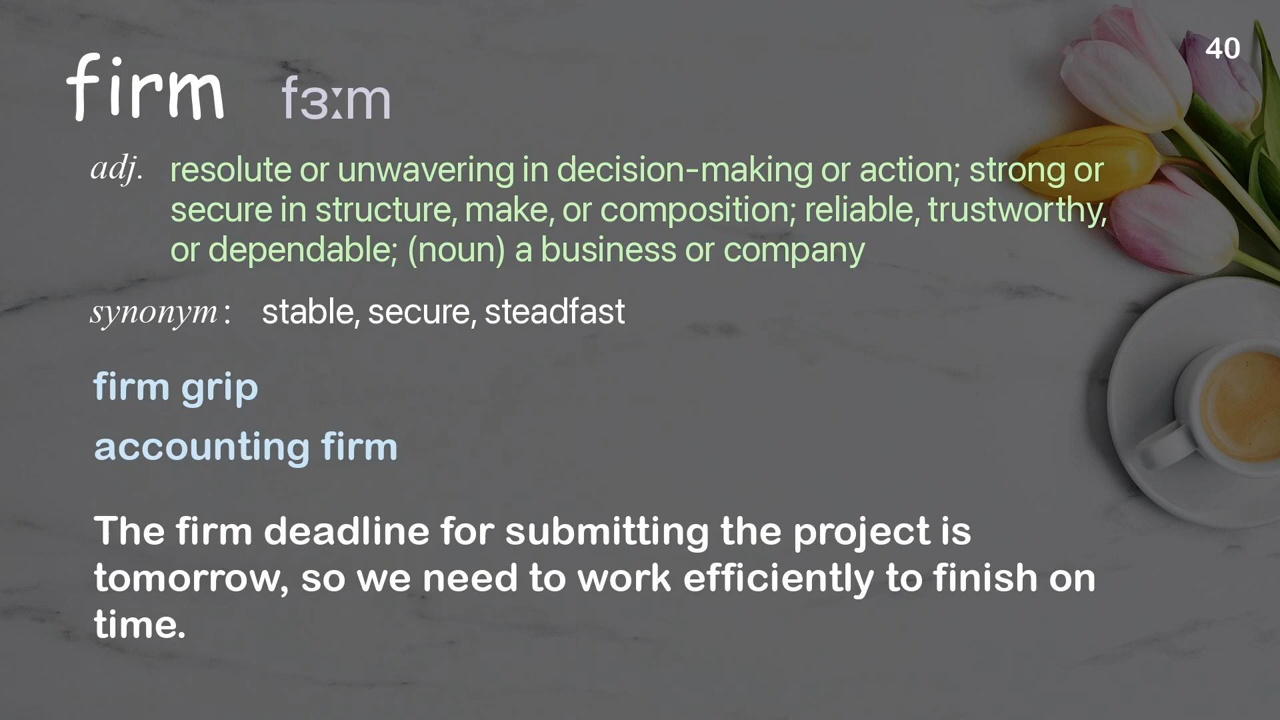 40
firm fɜːm
adj. resolute or unwavering in decision-making or action; strong or
secure in structure, make, or composition; reliable, trustworthy,
or dependable; (noun) a business or company
synonym: stable, secure, steadfast
firm grip
accounting firm
The firm deadline for submitting the project is
tomorrow, so we need to work efficiently to finish on
time.